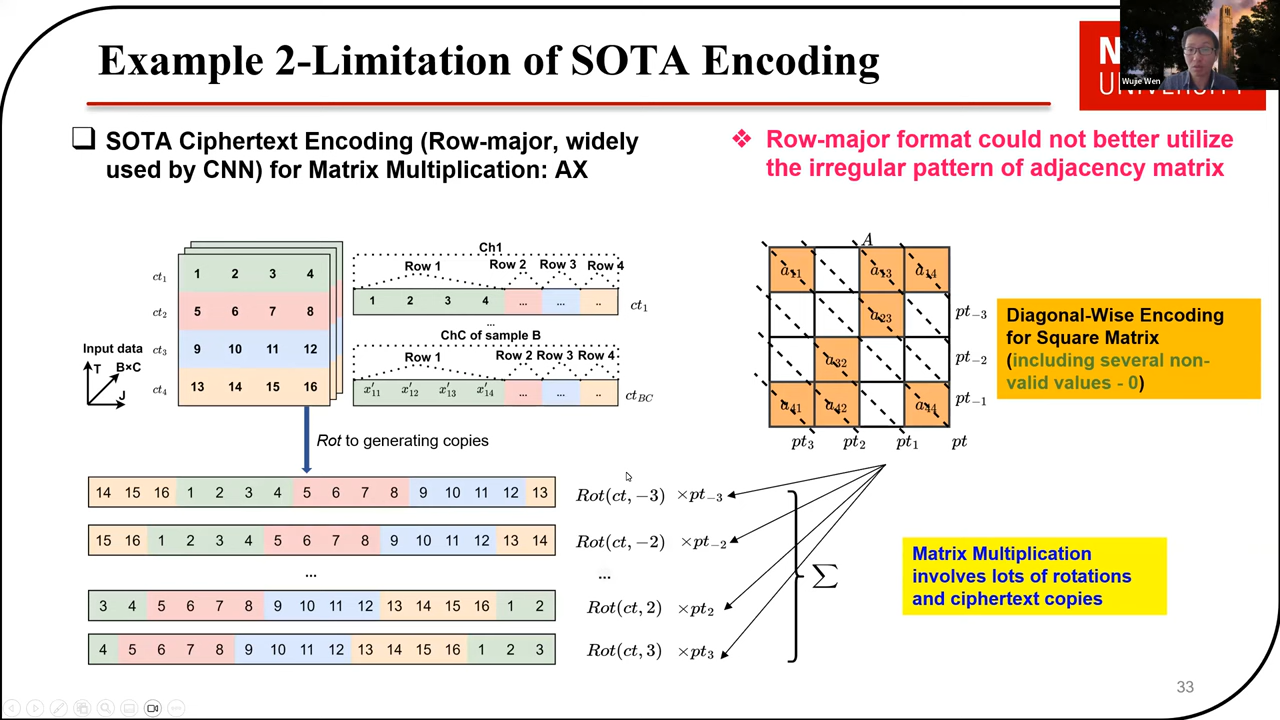 Example 2-Limitation of SOTA Encoding
N
UNIVERSITY
Wujie Wen
❑ SOTA Ciphertext Encoding (Row-major, widely
used by CNN) for Matrix Multiplication: AX
❖ Row-major format could not better utilize
the irregular pattern of adjacency matrix
ct₁ 1 2 3 4
ct₂ 5 6 7 8
ct₃ 9 10 11 12
ct₄ 13 14 15 16
Input data
T B×C
J
Ch1
Row 1 Row 2 Row 3 Row 4
1 2 3 4 ... ... .. ct₁
...
ChC of sample B
Row 1 Row 2 Row 3 Row 4
x′₁₁ x′₁₂ x′₁₃ x′₁₄ ... ... .. ct_BC
Rot to generating copies
A
a₁₁ a₁₃ a₁₄
a₂₃ pt₋₃
a₃₂ pt₋₂
a₄₁ a₄₂ a₄₄ pt₋₁
pt₃ pt₂ pt₁ pt
Diagonal-Wise Encoding
for Square Matrix
(including several non-
valid values - 0)
14 15 16 1 2 3 4 5 6 7 8 9 10 11 12 13 Rot(ct, −3) ×pt₋₃
15 16 1 2 3 4 5 6 7 8 9 10 11 12 13 14 Rot(ct, −2) ×pt₋₂
... ...
3 4 5 6 7 8 9 10 11 12 13 14 15 16 1 2 Rot(ct, 2) ×pt₂
4 5 6 7 8 9 10 11 12 13 14 15 16 1 2 3 Rot(ct, 3) ×pt₃
∑
Matrix Multiplication
involves lots of rotations
and ciphertext copies
33